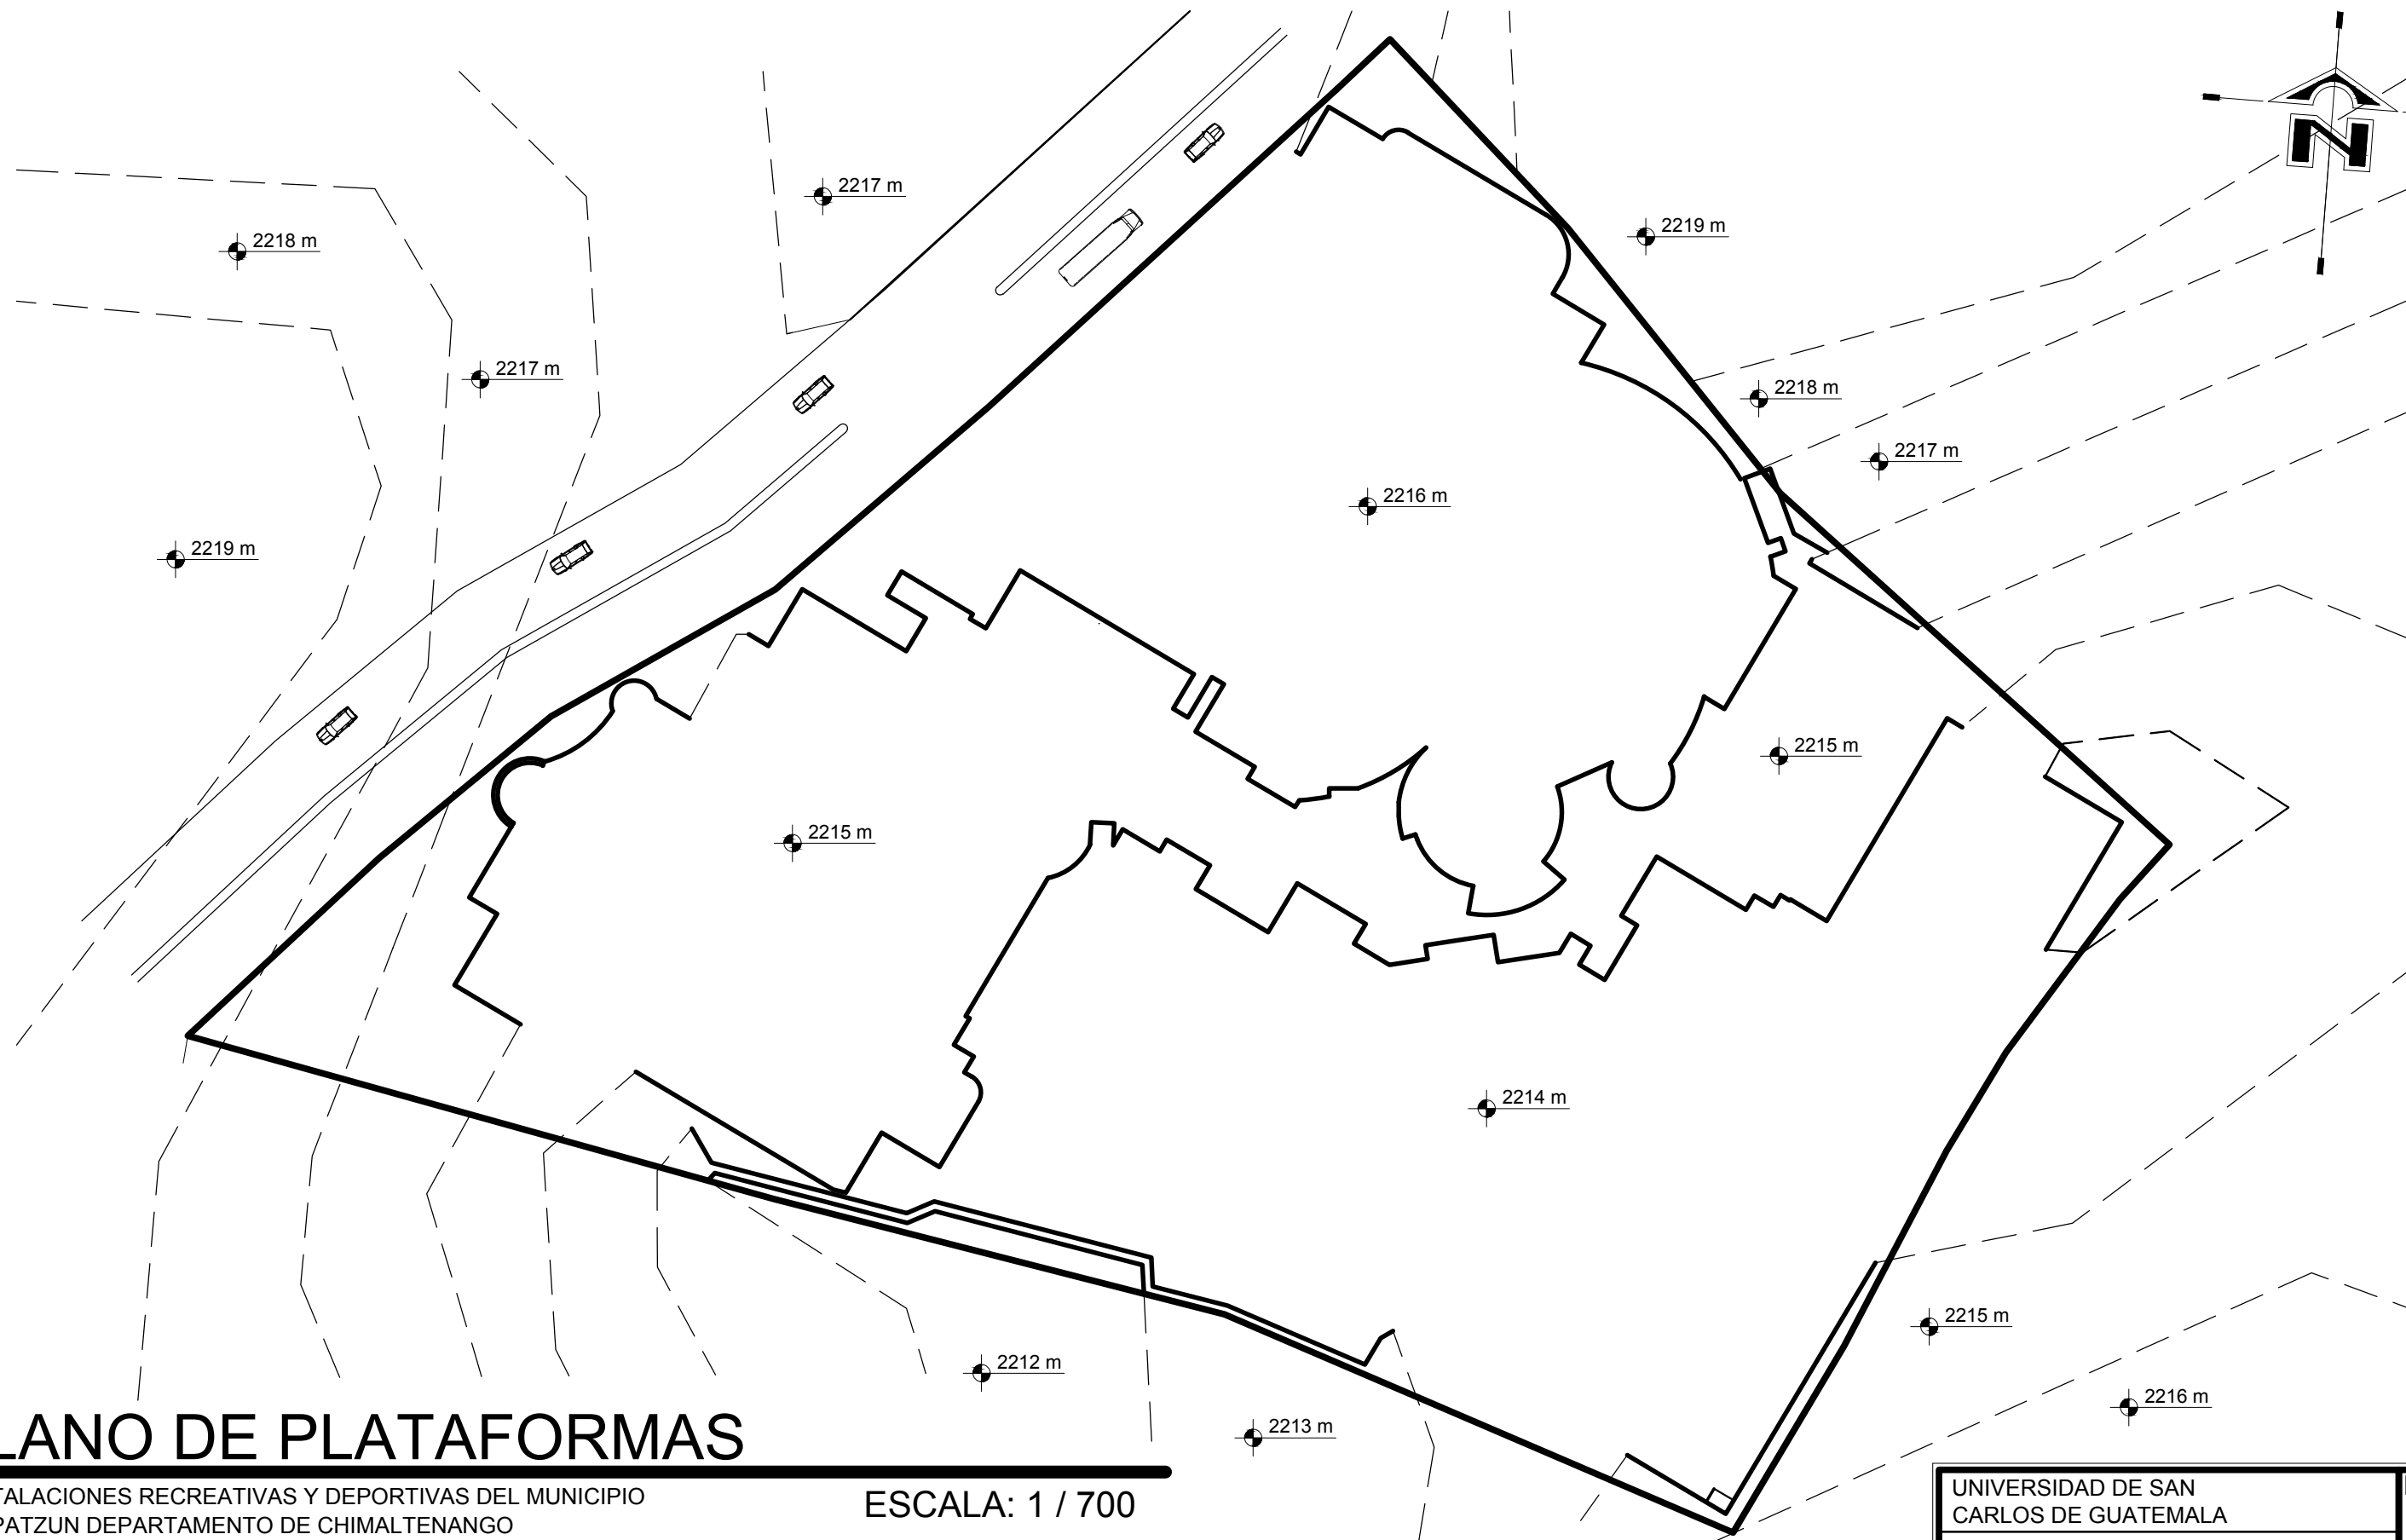 N
2217 m
2219 m
2218 m
2217 m
2218 m
2217 m
2216 m
2219 m
2215 m
2215 m
2214 m
2215 m
2212 m
2216 m
2213 m
LANO DE PLATAFORMAS
TALACIONES RECREATIVAS Y DEPORTIVAS DEL MUNICIPIO
PATZUN DEPARTAMENTO DE CHIMALTENANGO
ESCALA: 1 / 700
UNIVERSIDAD DE SAN
CARLOS DE GUATEMALA